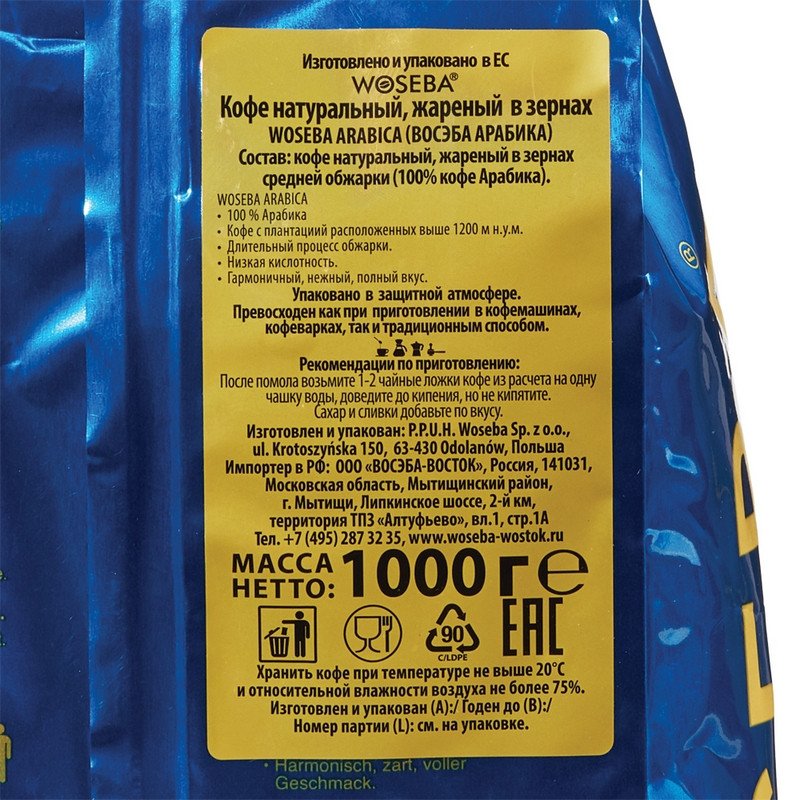 Изготовлено и упаковано в ЕС
WOSEBA®
Кофе натуральный, жареный в зернах
WOSEBA ARABICA (ВОСЭБА АРАБИКА)
Состав: кофе натуральный, жареный в зернах
средней обжарки (100% кофе Арабика).
WOSEBA ARABICA
• 100 % Арабика
• Кофе с плантациий расположенных выше 1200 м н.у.м.
• Длительный процесс обжарки.
• Низкая кислотность.
• Гармоничный, нежный, полный вкус.
Упаковано в защитной атмосфере.
Превосходен как при приготовлении в кофемашинах,
кофеварках, так и традиционным способом.
Рекомендации по приготовлению:
После помола возьмите 1-2 чайные ложки кофе из расчета на одну
чашку воды, доведите до кипения, но не кипятите.
Сахар и сливки добавьте по вкусу.
Изготовлен и упакован: P.P.U.H. Woseba Sp. z o.o.,
ul. Krotoszyńska 150, 63-430 Odolanów, Польша
Импортер в РФ: ООО «ВОСЭБА-ВОСТОК», Россия, 141031,
Московская область, Мытищинский район,
г. Мытищи, Липкинское шоссе, 2-й км,
территория ТПЗ «Алтуфьево», вл.1, стр.1А
Тел. +7 (495) 287 32 35, www.woseba-wostok.ru
МАССА
НЕТТО: 1000 г e
90
C/LDPE
EAC
Хранить кофе при температуре не выше 20°C
и относительной влажности воздуха не более 75%.
Изготовлен и упакован (A):/ Годен до (B):/
Номер партии (L): см. на упаковке.
• Harmonisch, zart, voller
Geschmack.
®